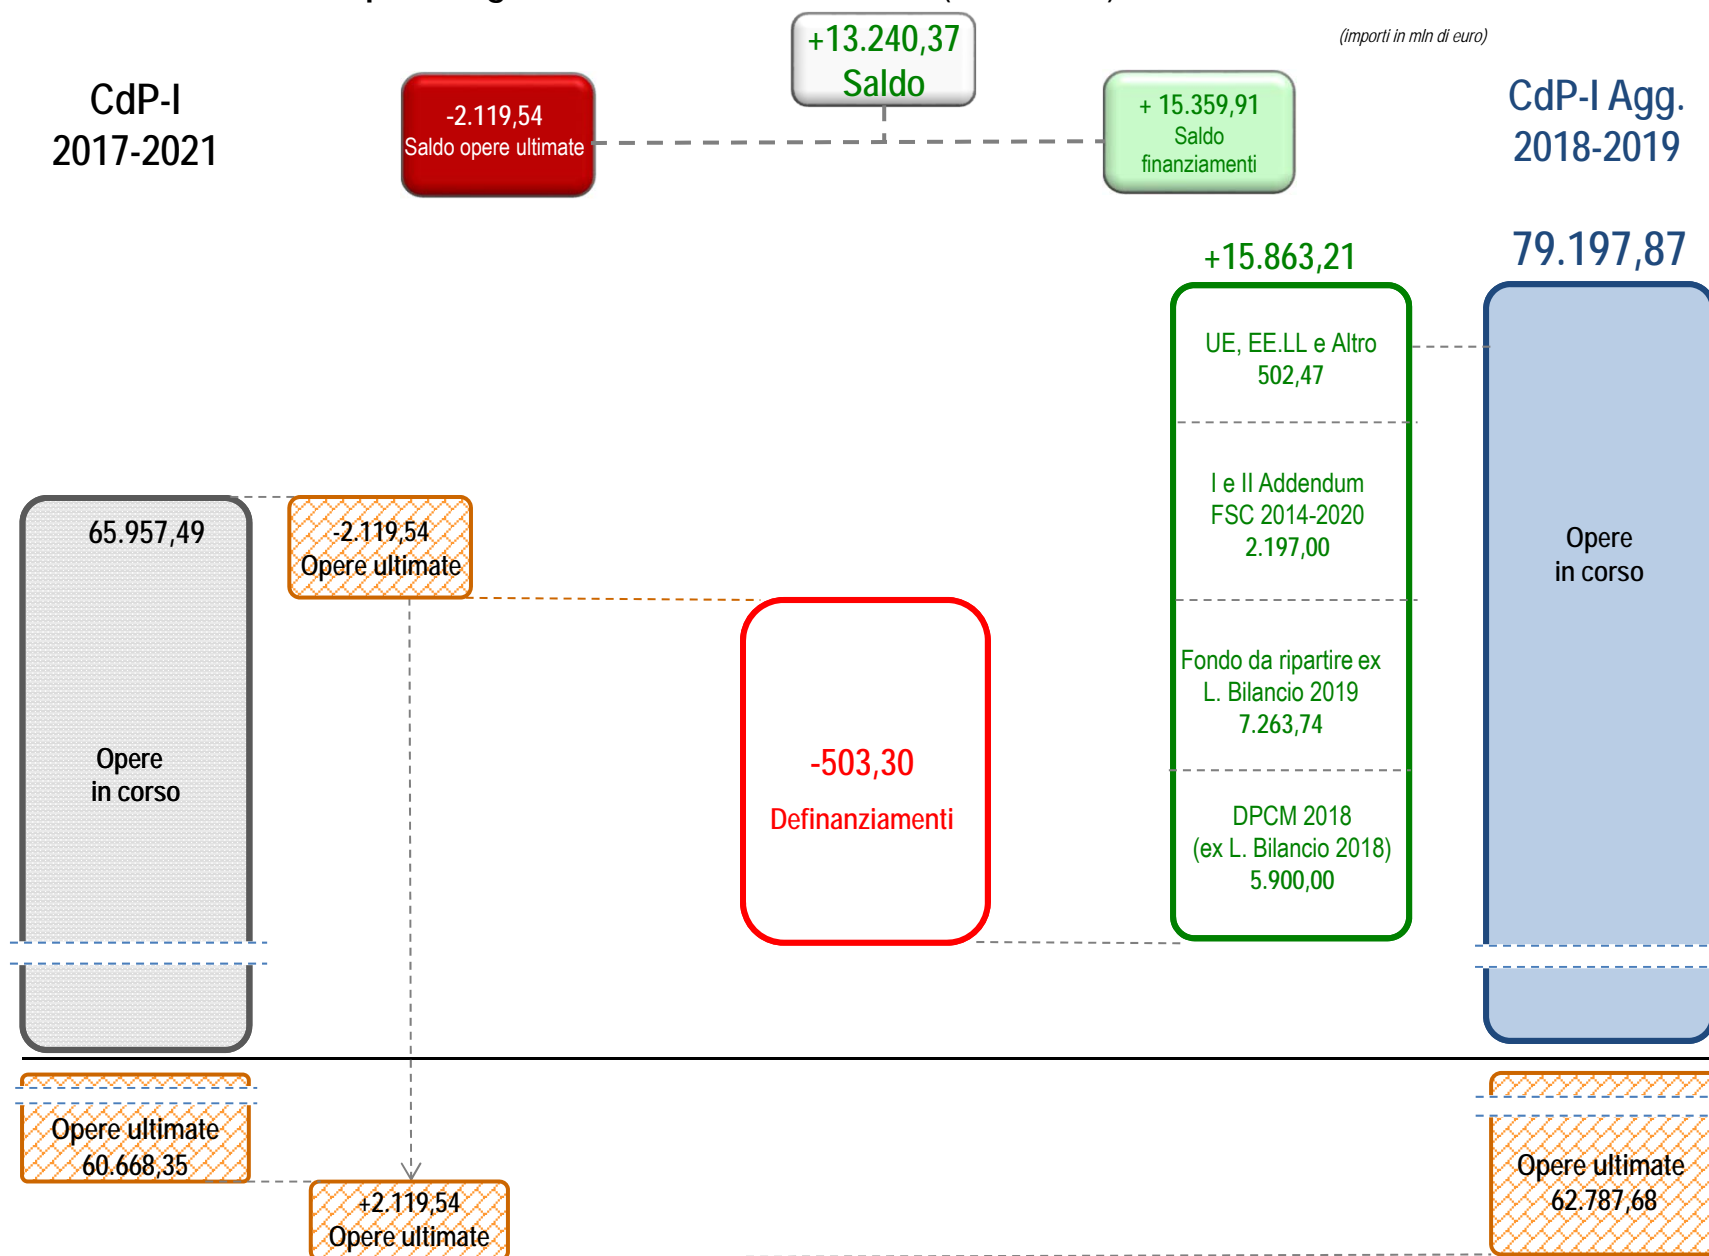 +13.240,37
Saldo
(importi in mln di euro)
CdP-I
2017-2021
-2.119,54
Saldo opere ultimate
+ 15.359,91
Saldo
finanziamenti
CdP-I Agg.
2018-2019
+15.863,21
79.197,87
UE, EE.LL e Altro
502,47
I e II Addendum
FSC 2014-2020
2.197,00
65.957,49
-2.119,54
Opere ultimate
Opere
in corso
Fondo da ripartire ex
L. Bilancio 2019
7.263,74
Opere
in corso
-503,30
Definanziamenti
DPCM 2018
(ex L. Bilancio 2018)
5.900,00
Opere ultimate
60.668,35
+2.119,54
Opere ultimate
Opere ultimate
62.787,68